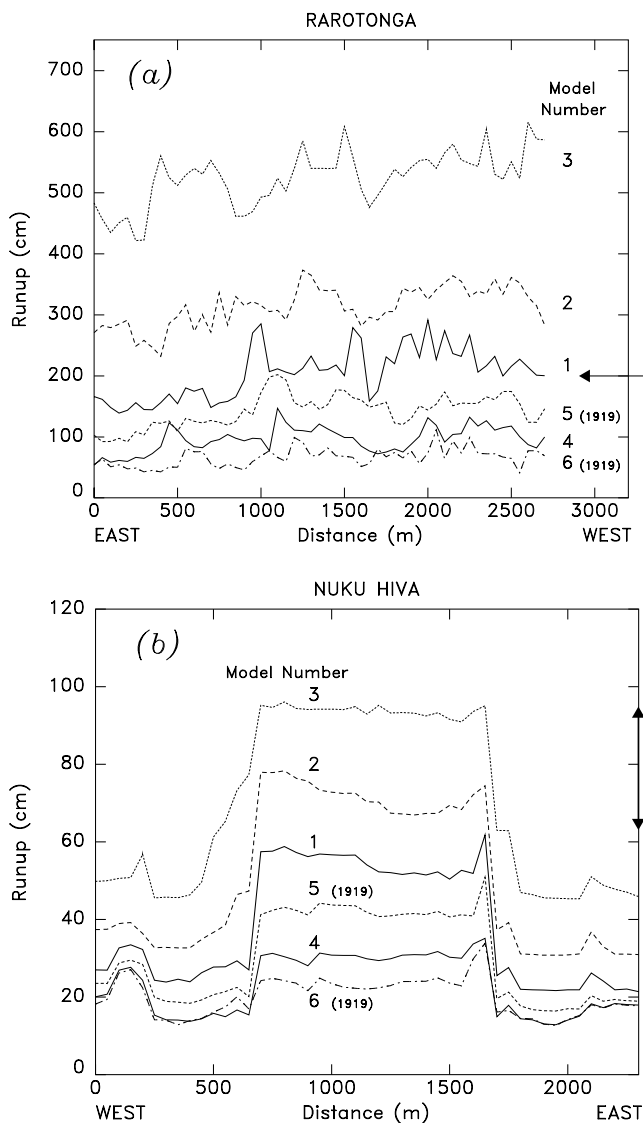 RAROTONGA
700
(a)
Model
Number
600
3
500
400
Runup (cm)
300
2
1
200
5 (1919)
100
4
6 (1919)
0
0 500 1000 1500 2000 2500 3000
EAST Distance (m) WEST
NUKU HIVA
120
(b)
Model Number
100
3
80
2
Runup (cm)
60
1
5 (1919)
40
4
20
6 (1919)
0
0 500 1000 1500 2000
WEST Distance (m) EAST